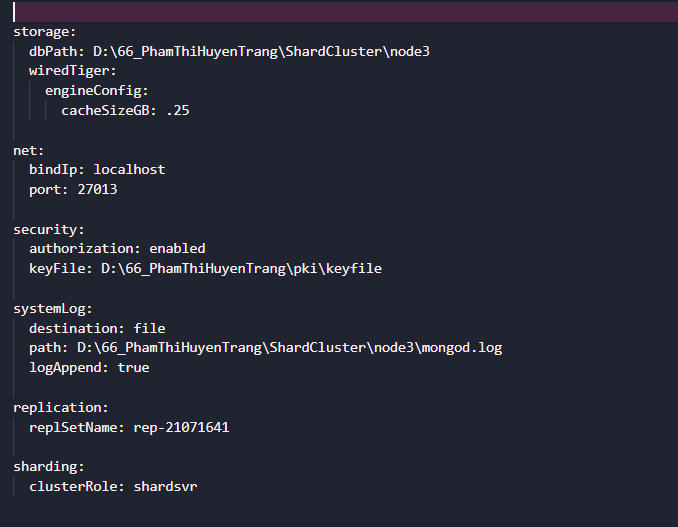 storage:
  dbPath: D:\66_PhamThiHuyenTrang\ShardCluster\node3
  wiredTiger:
    engineConfig:
      cacheSizeGB: .25
net:
  bindIp: localhost
  port: 27013
security:
  authorization: enabled
  keyFile: D:\66_PhamThiHuyenTrang\pki\keyfile
systemLog:
  destination: file
  path: D:\66_PhamThiHuyenTrang\ShardCluster\node3\mongod.log
  logAppend: true
replication:
  replSetName: rep-21071641
sharding:
  clusterRole: shardsvr